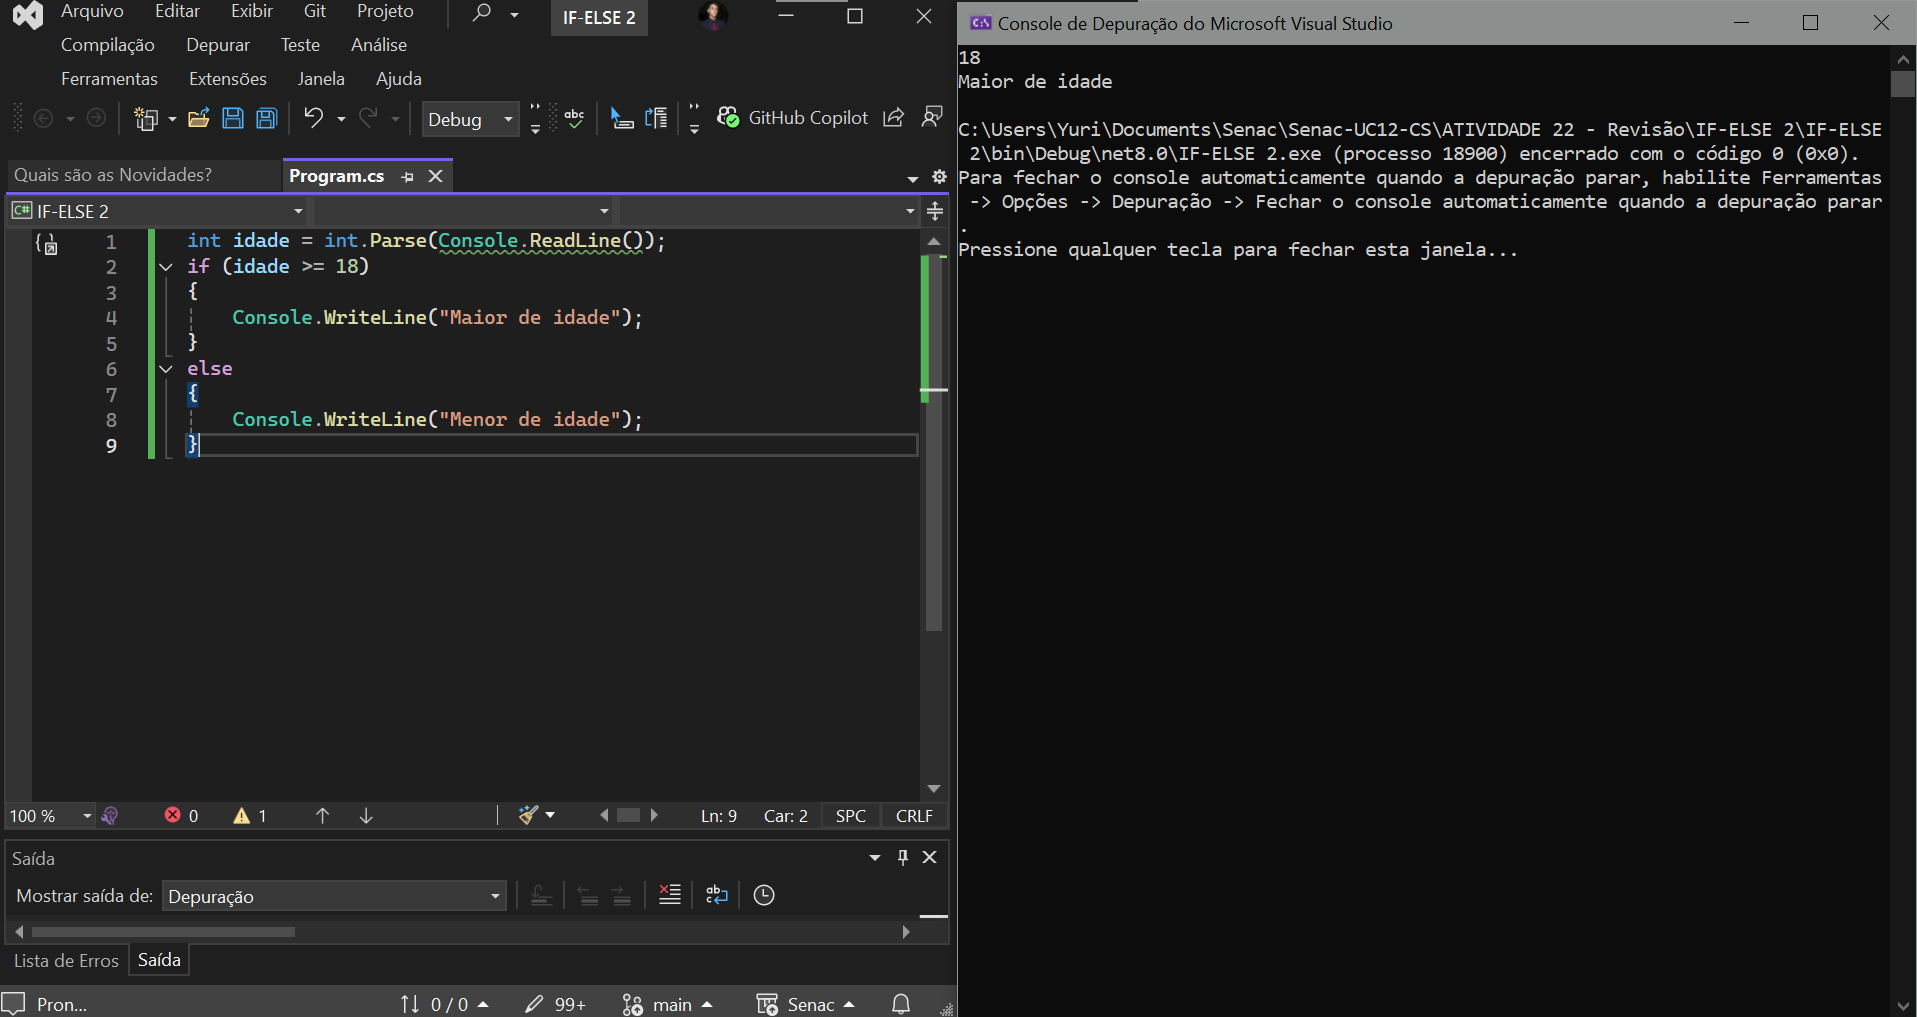 Arquivo Editar Exibir Git Projeto
IF-ELSE 2
Compilação Depurar Teste Análise
Ferramentas Extensões Janela Ajuda
Debug
abc
GitHub Copilot
Quais são as Novidades?
Program.cs
C# IF-ELSE 2
1 int idade = int.Parse(Console.ReadLine());
2 if (idade >= 18)
3 {
4 Console.WriteLine("Maior de idade");
5 }
6 else
7 {
8 Console.WriteLine("Menor de idade");
9 }
100 % 0 1 Ln: 9 Car: 2 SPC CRLF
Saída
Mostrar saída de: Depuração
Lista de Erros Saída
Pron... 0 / 0 99+ main Senac
C:\ Console de Depuração do Microsoft Visual Studio
18
Maior de idade
C:\Users\Yuri\Documents\Senac\Senac-UC12-CS\ATIVIDADE 22 - Revisão\IF-ELSE 2\IF-ELSE
2\bin\Debug\net8.0\IF-ELSE 2.exe (processo 18900) encerrado com o código 0 (0x0).
Para fechar o console automaticamente quando a depuração parar, habilite Ferramentas
-> Opções -> Depuração -> Fechar o console automaticamente quando a depuração parar
.
Pressione qualquer tecla para fechar esta janela...